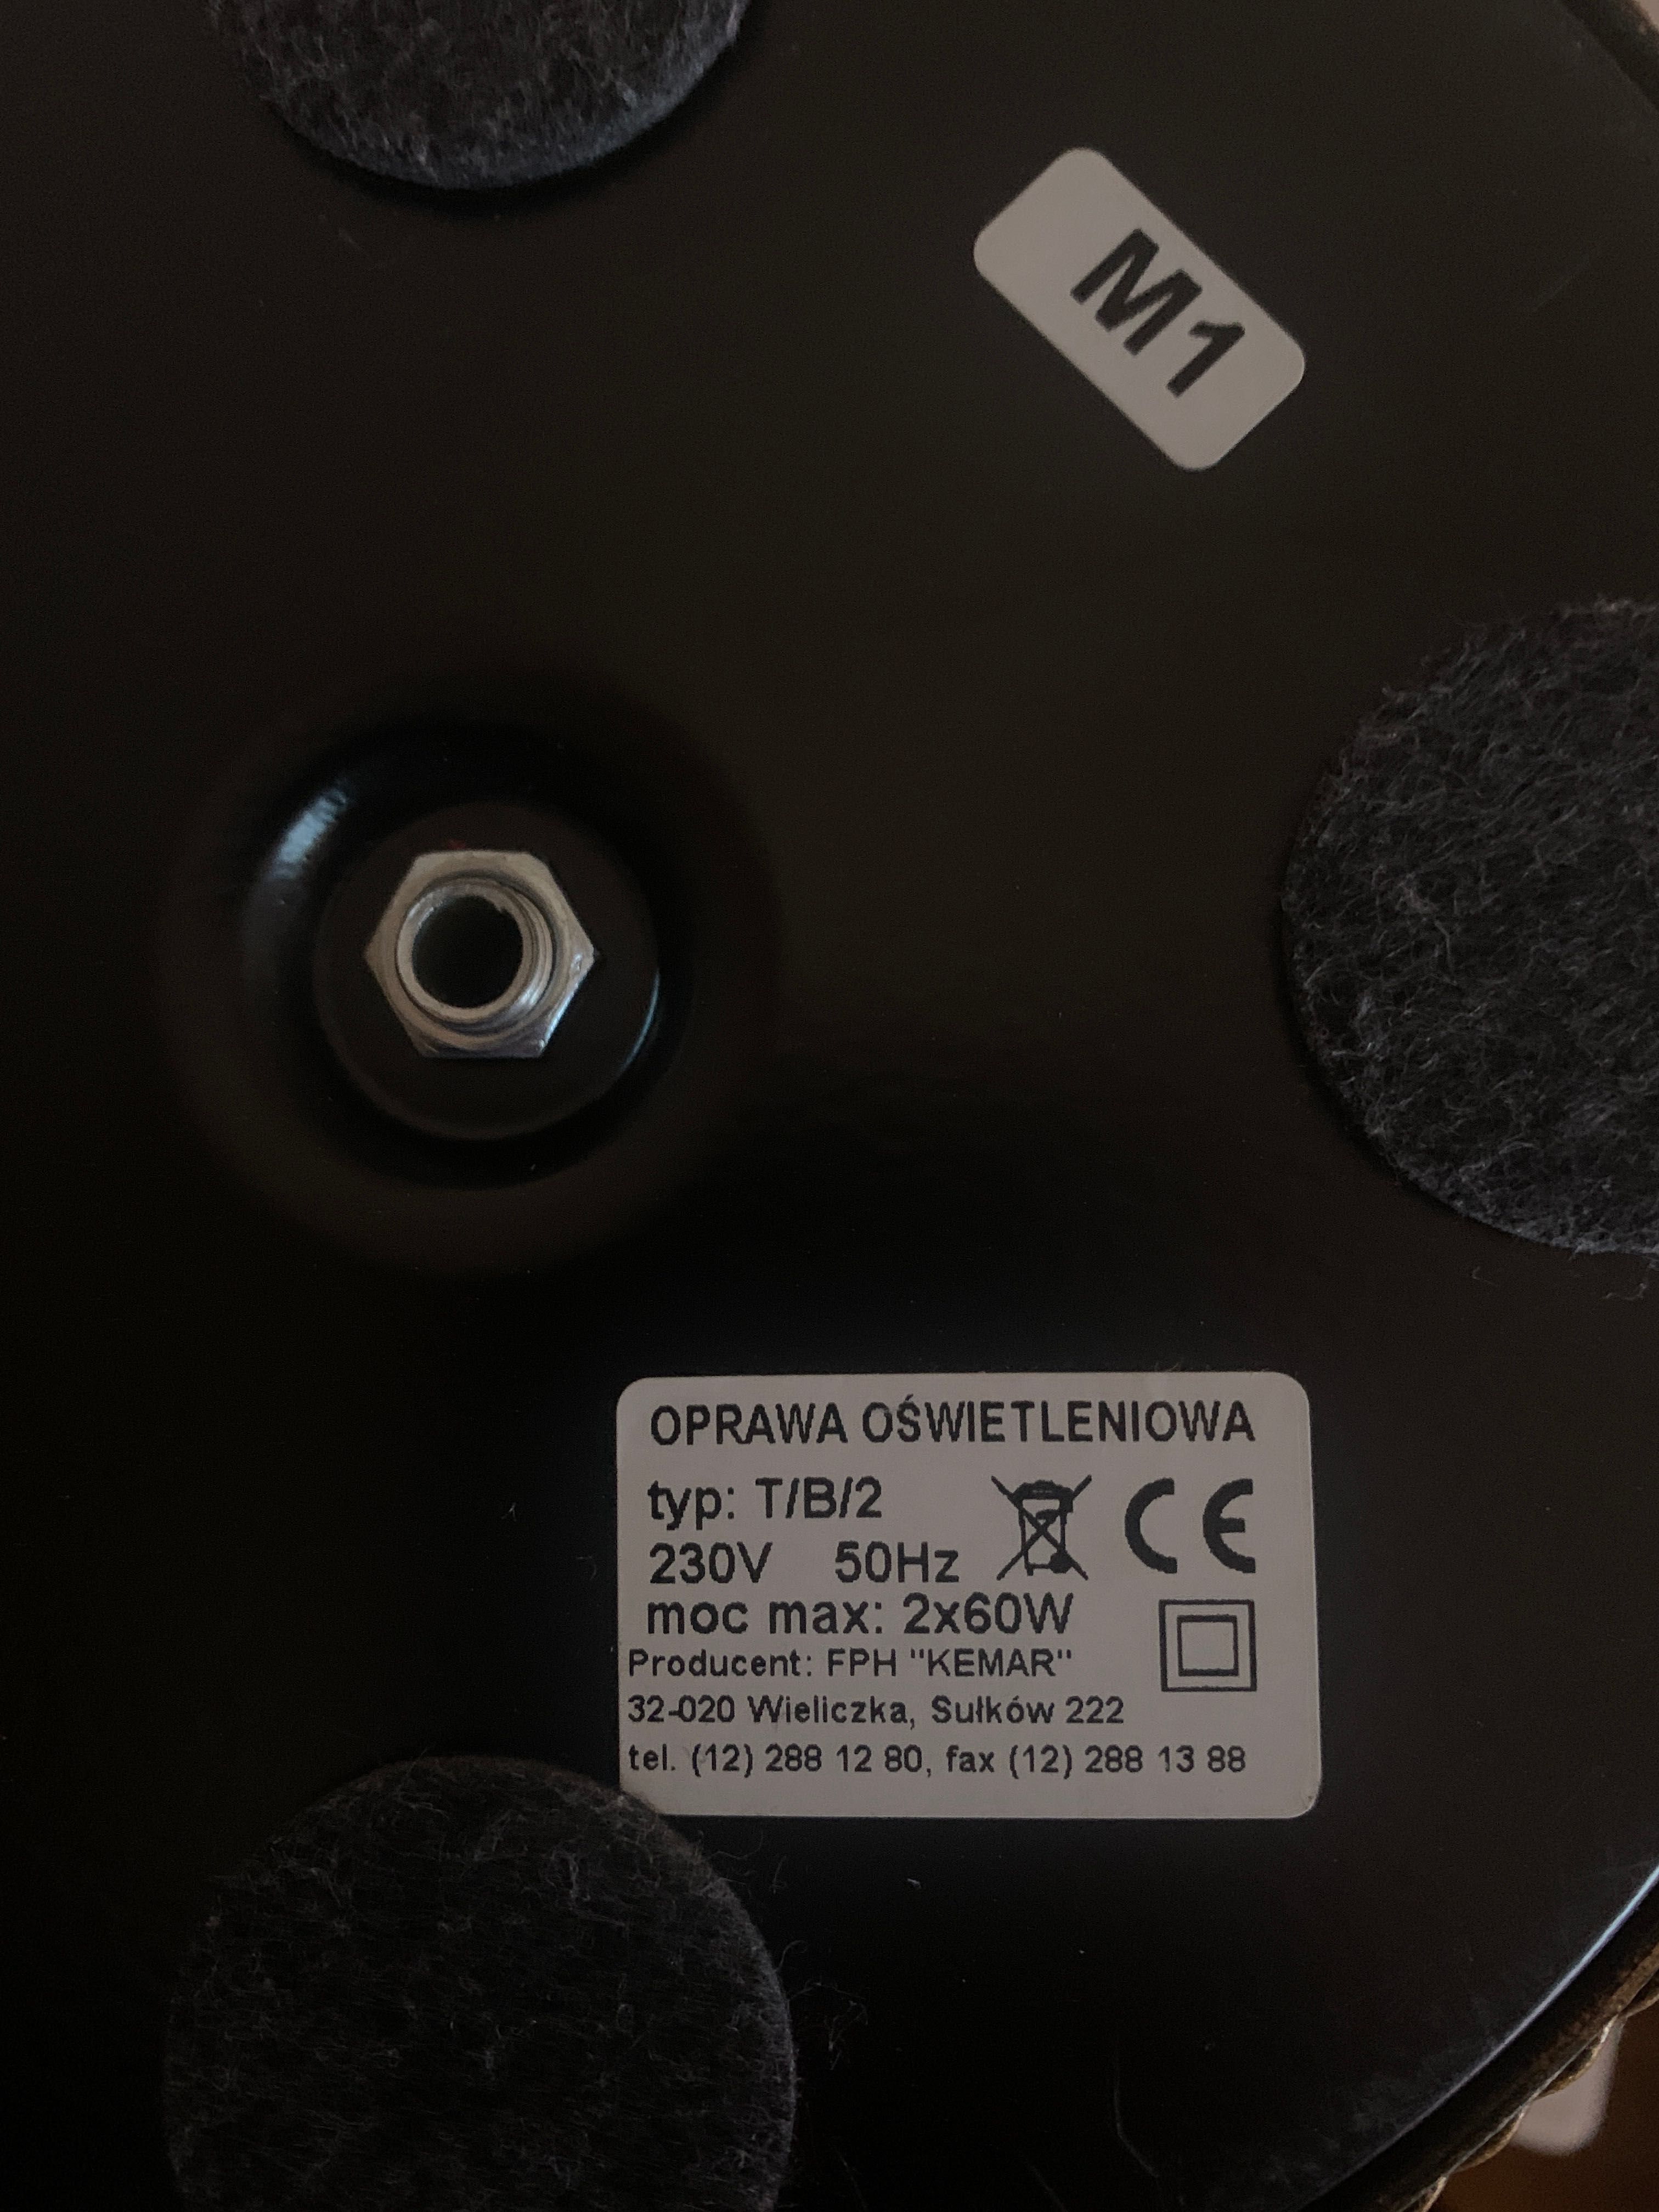 M1
OPRAWA OŚWIETLENIOWA
typ: T/B/2
CE
230V 50Hz
moc max: 2x60W
Producent: FPH "KEMAR"
32-020 Wieliczka, Sułków 222
tel. (12) 288 12 80, fax (12) 288 13 88